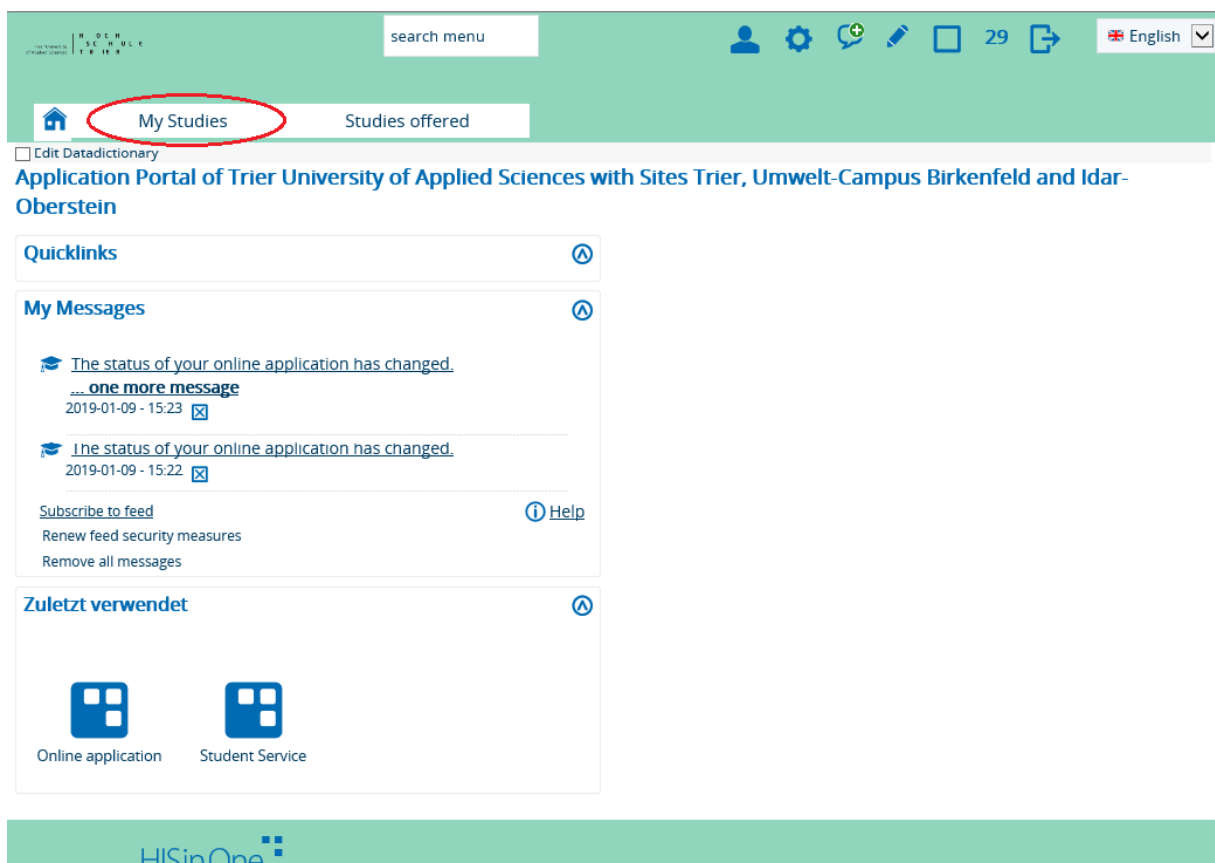 H OCH
SC HULE
TRIER
search menu
29
English
My Studies
Studies offered
Edit Datadictionary
Application Portal of Trier University of Applied Sciences with Sites Trier, Umwelt-Campus Birkenfeld and Idar-
Oberstein
Quicklinks
My Messages
The status of your online application has changed.
... one more message
2019-01-09 - 15:23
The status of your online application has changed.
2019-01-09 - 15:22
Subscribe to feed
Help
Renew feed security measures
Remove all messages
Zuletzt verwendet
Online application
Student Service
HISinOne